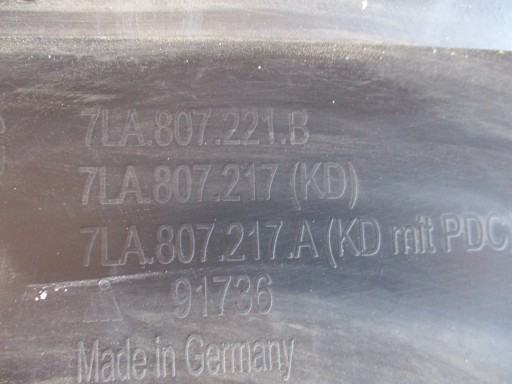 7LA.807.221.B
7LA.807.217 (KD)
7LA.807.217.A (KD mit PDC
91736
Made in Germany